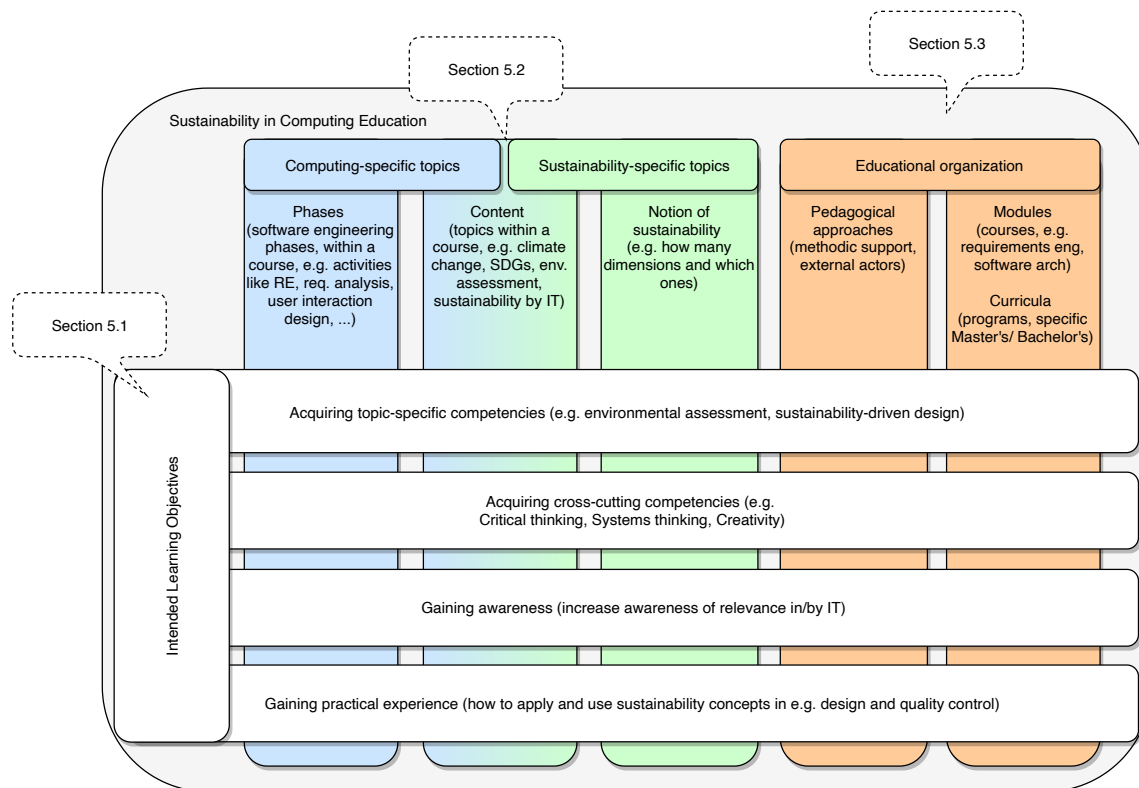 Section 5.3
Section 5.2
Sustainability in Computing Education
Computing-specific topics
Sustainability-specific topics
Educational organization
Phases
(software engineering
phases, within a
course, e.g. activities
like RE, req. analysis,
user interaction
design, ...)
Content
(topics within a
course, e.g. climate
change, SDGs, env.
assessment,
sustainability by IT)
Notion of
sustainability
(e.g. how many
dimensions and which
ones)
Pedagogical
approaches
(methodic support,
external actors)
Modules
(courses, e.g.
requirements eng,
software arch)
Curricula
(programs, specific
Master's/ Bachelor's)
Section 5.1
Intended Learning Objectives
Acquiring topic-specific competencies (e.g. environmental assessment, sustainability-driven design)
Acquiring cross-cutting competencies (e.g.
Critical thinking, Systems thinking, Creativity)
Gaining awareness (increase awareness of relevance in/by IT)
Gaining practical experience (how to apply and use sustainability concepts in e.g. design and quality control)